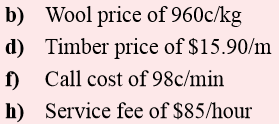 b) Wool price of 960c/kg
d) Timber price of $15.90/m
f) Call cost of 98c/min
h) Service fee of $85/hour